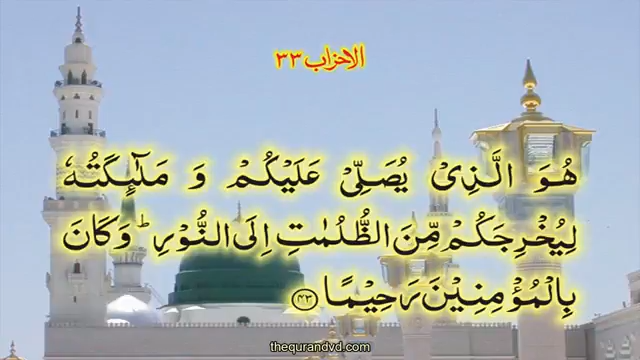 الاحزاب ٣٣
هُوَ الَّذِىْ يُصَلِّىْ عَلَيْكُمْ وَ مَلٰٓئِكَتُهٗ
لِيُخْرِجَكُمْ مِّنَ الظُّلُمٰتِ اِلَى النُّوْرِ ؕ وَكَانَ
بِالْمُؤْمِنِيْنَ رَحِيْمًا ﴿۴۳﴾
thequrandvd.com